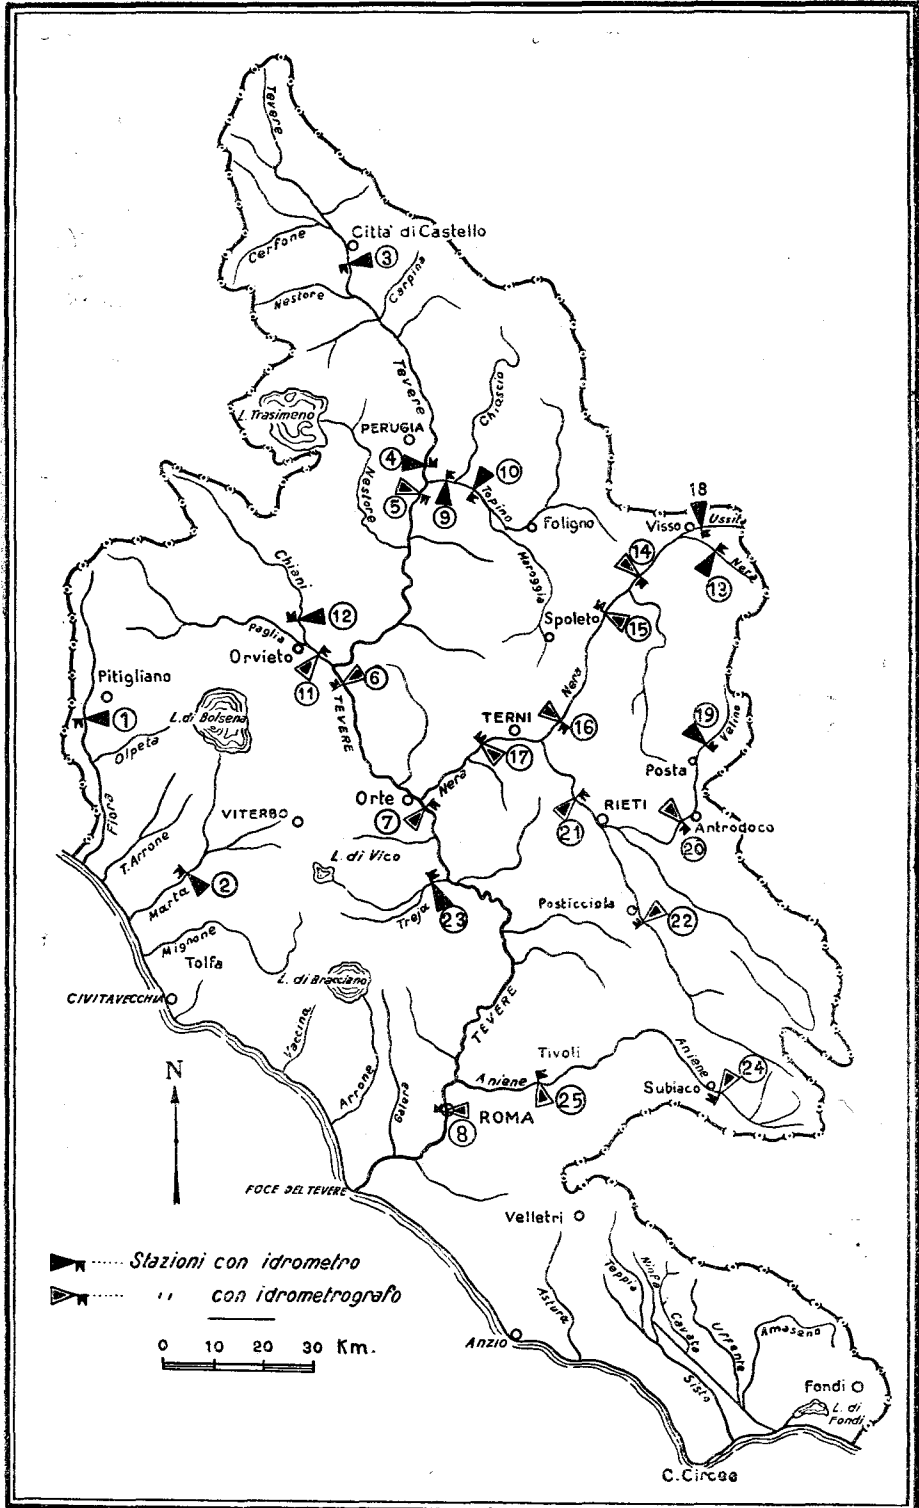 Tevere
Città di Castello
3
Cerfone
Carpina
Nestore
Tevere
Chiascio
L. Trasimeno
PERUGIA
4
10
5
Nestore
9
Topino
Foligno
18
Visso
Ussita
14
Nera
13
Chiani
Maroggia
12
Spoleto
15
Paglia
Orvieto
11
6
Pitigliano
TEVERE
Nera
1
L. di Bolsena
16
19
Velino
TERNI
Olpeta
17
Posta
Fiora
Orte
Nera
7
VITERBO
21
RIETI
Antrodoco
20
T. Arrone
L. di Vico
2
Marta
Treja
23
Posticciola
22
Mignone
Tolfa
L. di Bracciano
CIVITAVECCHIA
TEVERE
Vaccino
Tivoli
Aniene
24
N
Aniene
Subiaco
25
Arrone
Galera
ROMA
8
FOCE DEL TEVERE
Velletri
Stazioni con idrometro
" con idrometrografo
Astura
Teppia
Ninfa
Cavata
Uffente
Amaseno
0 10 20 30 Km.
Anzio
Sisto
Fondi
L. di
Fondi
C. Circeo